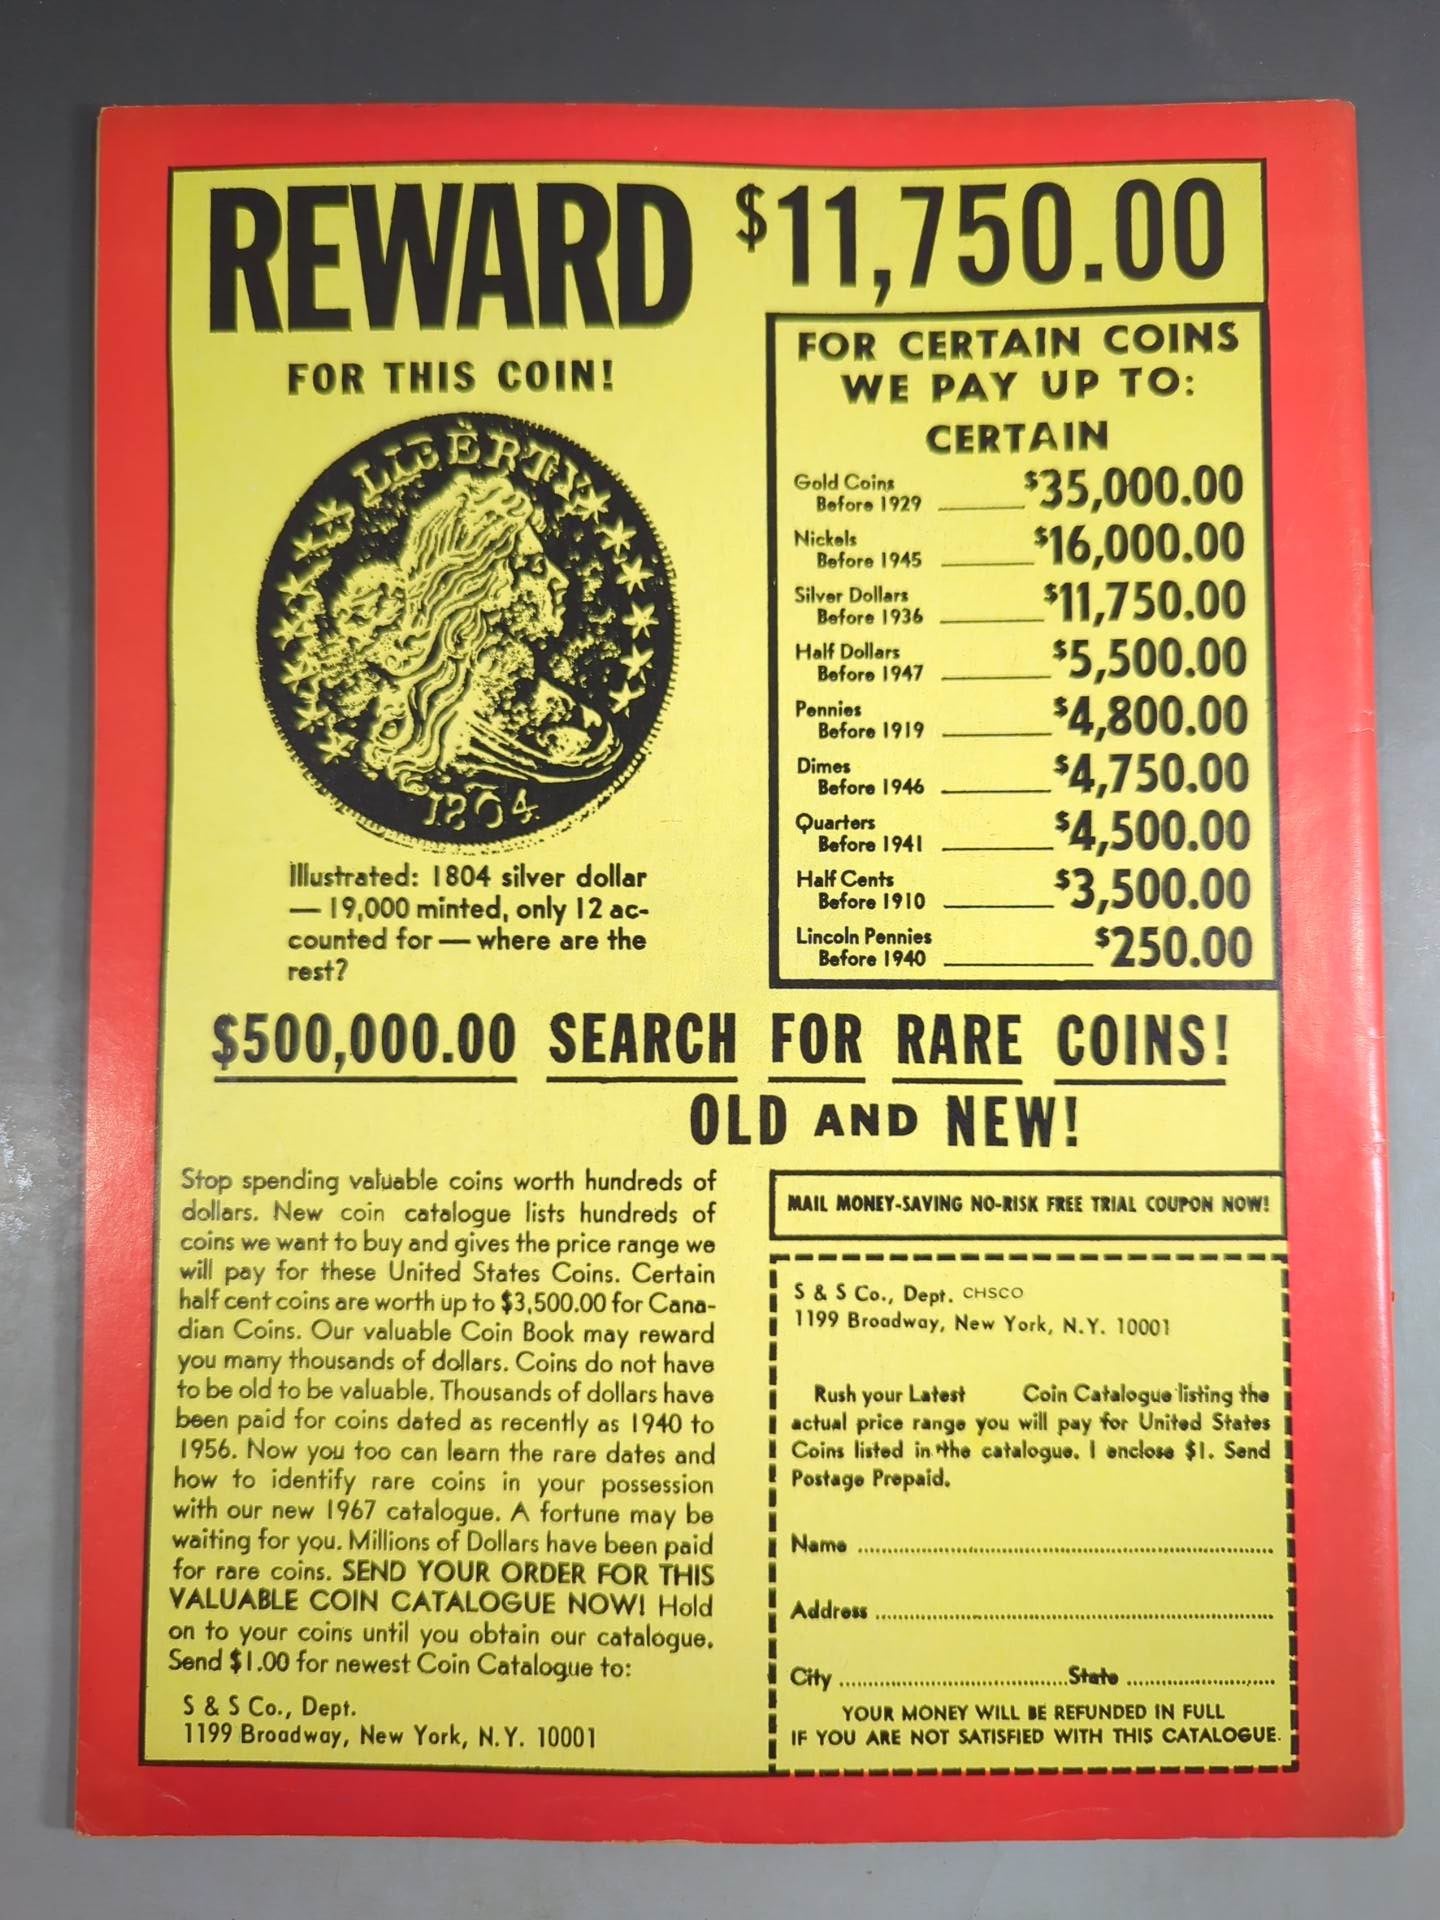 REWARD $11,750.00
FOR THIS COIN!
LIBERTY
1804
Illustrated: 1804 silver dollar
— 19,000 minted, only 12 ac-
counted for — where are the
rest?
FOR CERTAIN COINS
WE PAY UP TO:
CERTAIN
Gold Coins
Before 1929 $35,000.00
Nickels
Before 1945 $16,000.00
Silver Dollars
Before 1936 $11,750.00
Half Dollars
Before 1947 $5,500.00
Pennies
Before 1919 $4,800.00
Dimes
Before 1946 $4,750.00
Quarters
Before 1941 $4,500.00
Half Cents
Before 1910 $3,500.00
Lincoln Pennies
Before 1940 $250.00
$500,000.00 SEARCH FOR RARE COINS!
OLD AND NEW!
Stop spending valuable coins worth hundreds of
dollars. New coin catalogue lists hundreds of
coins we want to buy and gives the price range we
will pay for these United States Coins. Certain
half cent coins are worth up to $3,500.00 for Cana-
dian Coins. Our valuable Coin Book may reward
you many thousands of dollars. Coins do not have
to be old to be valuable. Thousands of dollars have
been paid for coins dated as recently as 1940 to
1956. Now you too can learn the rare dates and
how to identify rare coins in your possession
with our new 1967 catalogue. A fortune may be
waiting for you. Millions of Dollars have been paid
for rare coins. SEND YOUR ORDER FOR THIS
VALUABLE COIN CATALOGUE NOW! Hold
on to your coins until you obtain our catalogue.
Send $1.00 for newest Coin Catalogue to:
S & S Co., Dept.
1199 Broadway, New York, N.Y. 10001
MAIL MONEY-SAVING NO-RISK FREE TRIAL COUPON NOW!
S & S Co., Dept. CHSCO
1199 Broadway, New York, N.Y. 10001
Rush your Latest Coin Catalogue listing the
actual price range you will pay for United States
Coins listed in the catalogue. I enclose $1. Send
Postage Prepaid.
Name
Address
City State
YOUR MONEY WILL BE REFUNDED IN FULL
IF YOU ARE NOT SATISFIED WITH THIS CATALOGUE.